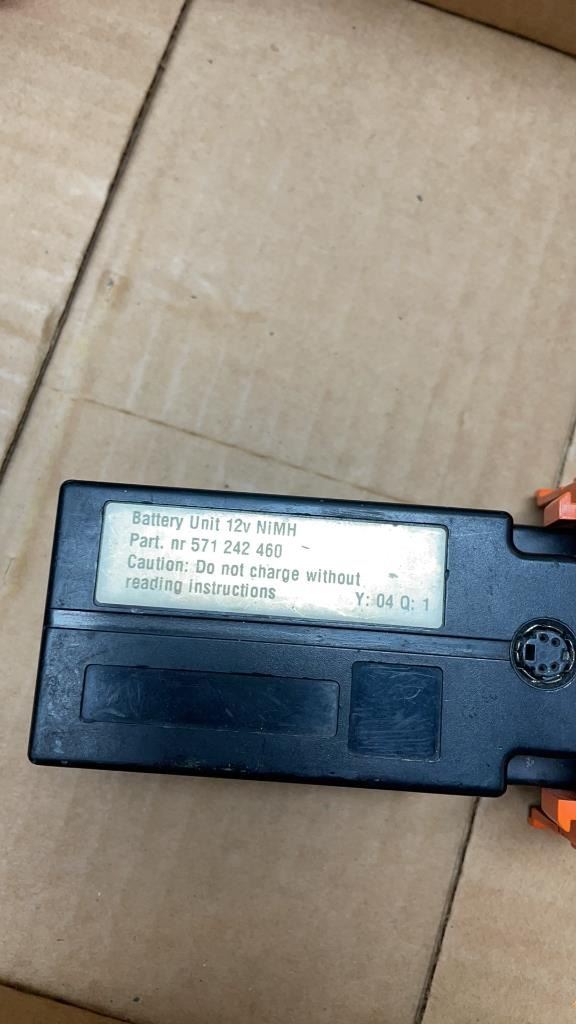 Battery Unit 12v NiMH
Part. nr 571 242 460
Caution: Do not charge without
reading instructions Y: 04 Q: 1